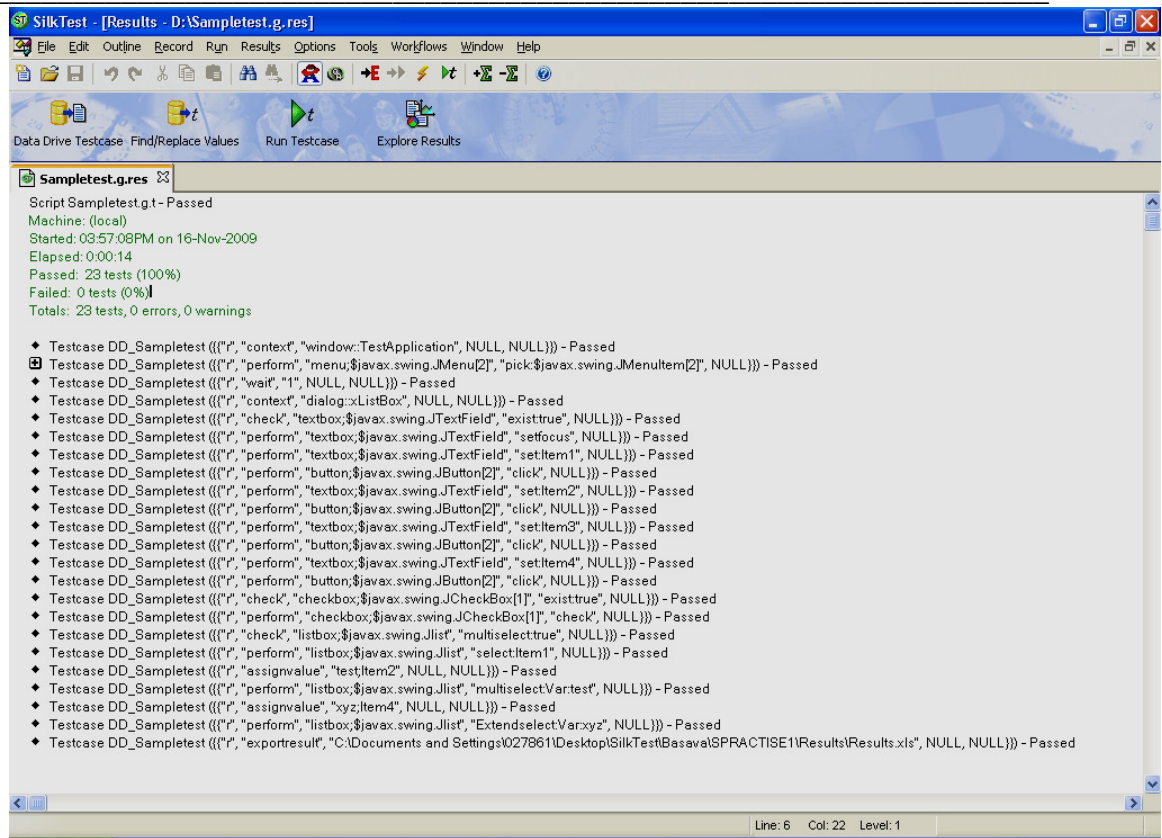 SilkTest - [Results - D:\Sampletest.g.res]
File Edit Outline Record Run Results Options Tools Workflows Window Help
Data Drive Testcase Find/Replace Values Run Testcase Explore Results
Sampletest.g.res
Script Sampletest.g.t - Passed
Machine: (local)
Started: 03:57:08PM on 16-Nov-2009
Elapsed: 0:00:14
Passed: 23 tests (100%)
Failed: 0 tests (0%)
Totals: 23 tests, 0 errors, 0 warnings
Testcase DD_Sampletest ({{"r", "context", "window::TestApplication", NULL, NULL}}) - Passed
Testcase DD_Sampletest ({{"r", "perform", "menu;$javax.swing.JMenu[2]", "pick:$javax.swing.JMenuItem[2]", NULL}}) - Passed
Testcase DD_Sampletest ({{"r", "wait", "1", NULL, NULL}}) - Passed
Testcase DD_Sampletest ({{"r", "context", "dialog::xListBox", NULL, NULL}}) - Passed
Testcase DD_Sampletest ({{"r", "check", "textbox;$javax.swing.JTextField", "exist:true", NULL}}) - Passed
Testcase DD_Sampletest ({{"r", "perform", "textbox;$javax.swing.JTextField", "setfocus", NULL}}) - Passed
Testcase DD_Sampletest ({{"r", "perform", "textbox;$javax.swing.JTextField", "set:Item1", NULL}}) - Passed
Testcase DD_Sampletest ({{"r", "perform", "button;$javax.swing.JButton[2]", "click", NULL}}) - Passed
Testcase DD_Sampletest ({{"r", "perform", "textbox;$javax.swing.JTextField", "set:Item2", NULL}}) - Passed
Testcase DD_Sampletest ({{"r", "perform", "button;$javax.swing.JButton[2]", "click", NULL}}) - Passed
Testcase DD_Sampletest ({{"r", "perform", "textbox;$javax.swing.JTextField", "set:Item3", NULL}}) - Passed
Testcase DD_Sampletest ({{"r", "perform", "button;$javax.swing.JButton[2]", "click", NULL}}) - Passed
Testcase DD_Sampletest ({{"r", "perform", "textbox;$javax.swing.JTextField", "set:Item4", NULL}}) - Passed
Testcase DD_Sampletest ({{"r", "perform", "button;$javax.swing.JButton[2]", "click", NULL}}) - Passed
Testcase DD_Sampletest ({{"r", "check", "checkbox;$javax.swing.JCheckBox[1]", "exist:true", NULL}}) - Passed
Testcase DD_Sampletest ({{"r", "perform", "checkbox;$javax.swing.JCheckBox[1]", "check", NULL}}) - Passed
Testcase DD_Sampletest ({{"r", "check", "listbox;$javax.swing.Jlist", "multiselect:true", NULL}}) - Passed
Testcase DD_Sampletest ({{"r", "perform", "listbox;$javax.swing.Jlist", "select:Item1", NULL}}) - Passed
Testcase DD_Sampletest ({{"r", "assignvalue", "test;Item2", NULL, NULL}}) - Passed
Testcase DD_Sampletest ({{"r", "perform", "listbox;$javax.swing.Jlist", "multiselect:Var:test", NULL}}) - Passed
Testcase DD_Sampletest ({{"r", "assignvalue", "xyz;Item4", NULL, NULL}}) - Passed
Testcase DD_Sampletest ({{"r", "perform", "listbox;$javax.swing.Jlist", "Extendselect:Var:xyz", NULL}}) - Passed
Testcase DD_Sampletest ({{"r", "exportresult", "C:\Documents and Settings\027861\Desktop\SilkTest\Basava\SPRACTISE1\Results\Results.xls", NULL, NULL}}) - Passed
Line: 6 Col: 22 Level: 1